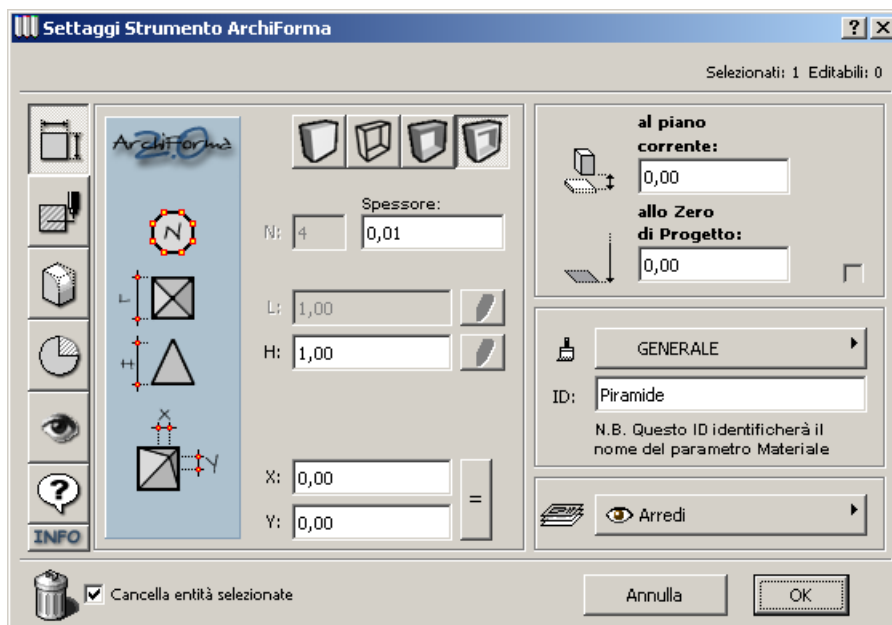 Settaggi Strumento ArchiForma
Selezionati: 1 Editabili: 0
ArchiForma
2.0
N
L
H
X
Y
INFO
Spessore:
N: 4 0,01
L: 1,00
H: 1,00
X: 0,00
Y: 0,00
=
al piano
corrente:
0,00
allo Zero
di Progetto:
0,00
GENERALE
ID: Piramide
N.B. Questo ID identificherà il
nome del parametro Materiale
Arredi
Cancella entità selezionate
Annulla
OK